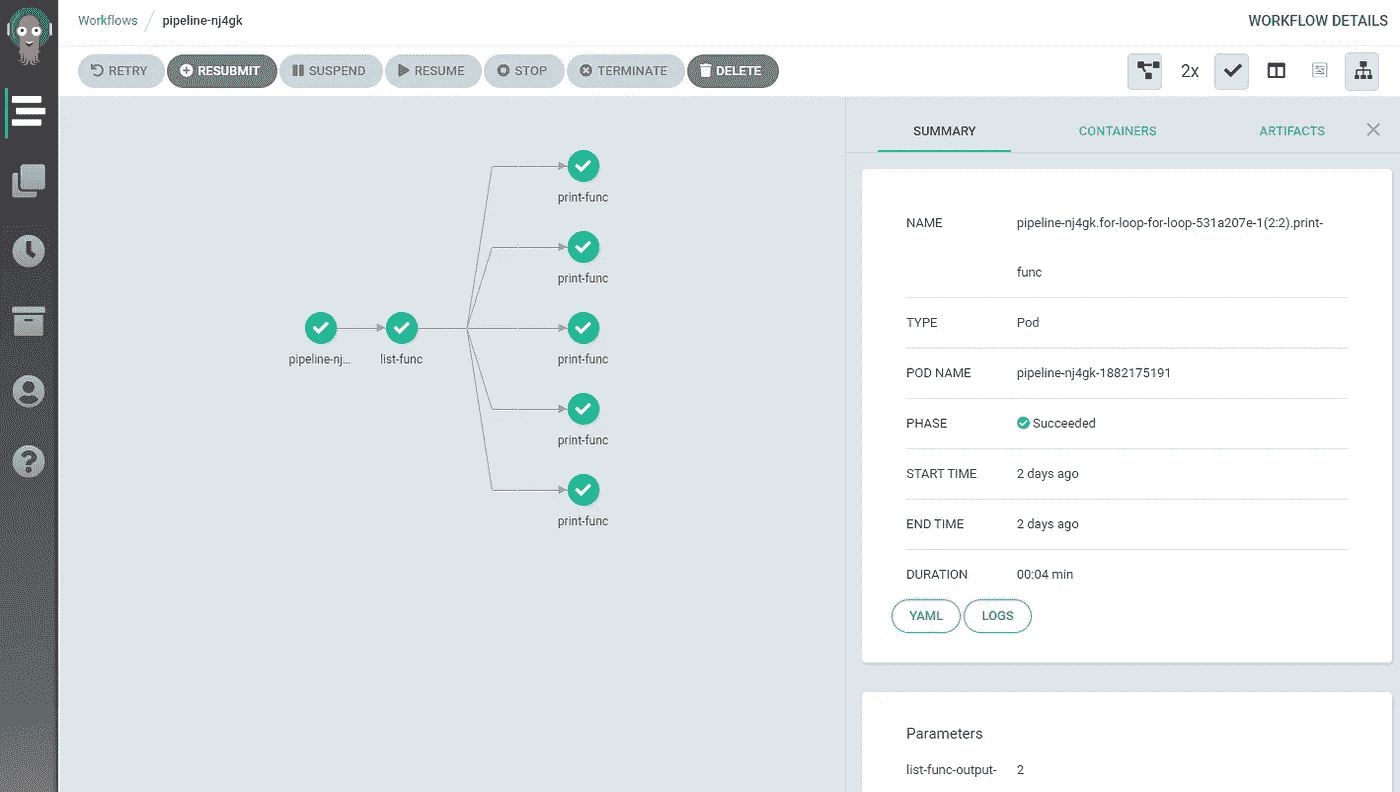 Workflows / pipeline-nj4gk
WORKFLOW DETAILS
RETRY RESUBMIT SUSPEND RESUME STOP TERMINATE DELETE
2x
print-func
print-func
pipeline-nj... list-func print-func
print-func
print-func
SUMMARY CONTAINERS ARTIFACTS
NAME pipeline-nj4gk.for-loop-for-loop-531a207e-1(2:2).print-
func
TYPE Pod
POD NAME pipeline-nj4gk-1882175191
PHASE Succeeded
START TIME 2 days ago
END TIME 2 days ago
DURATION 00:04 min
YAML LOGS
Parameters
list-func-output- 2